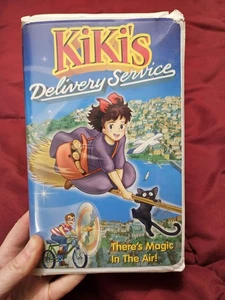 KiKi's
Delivery Service
There's Magic
In The Air!